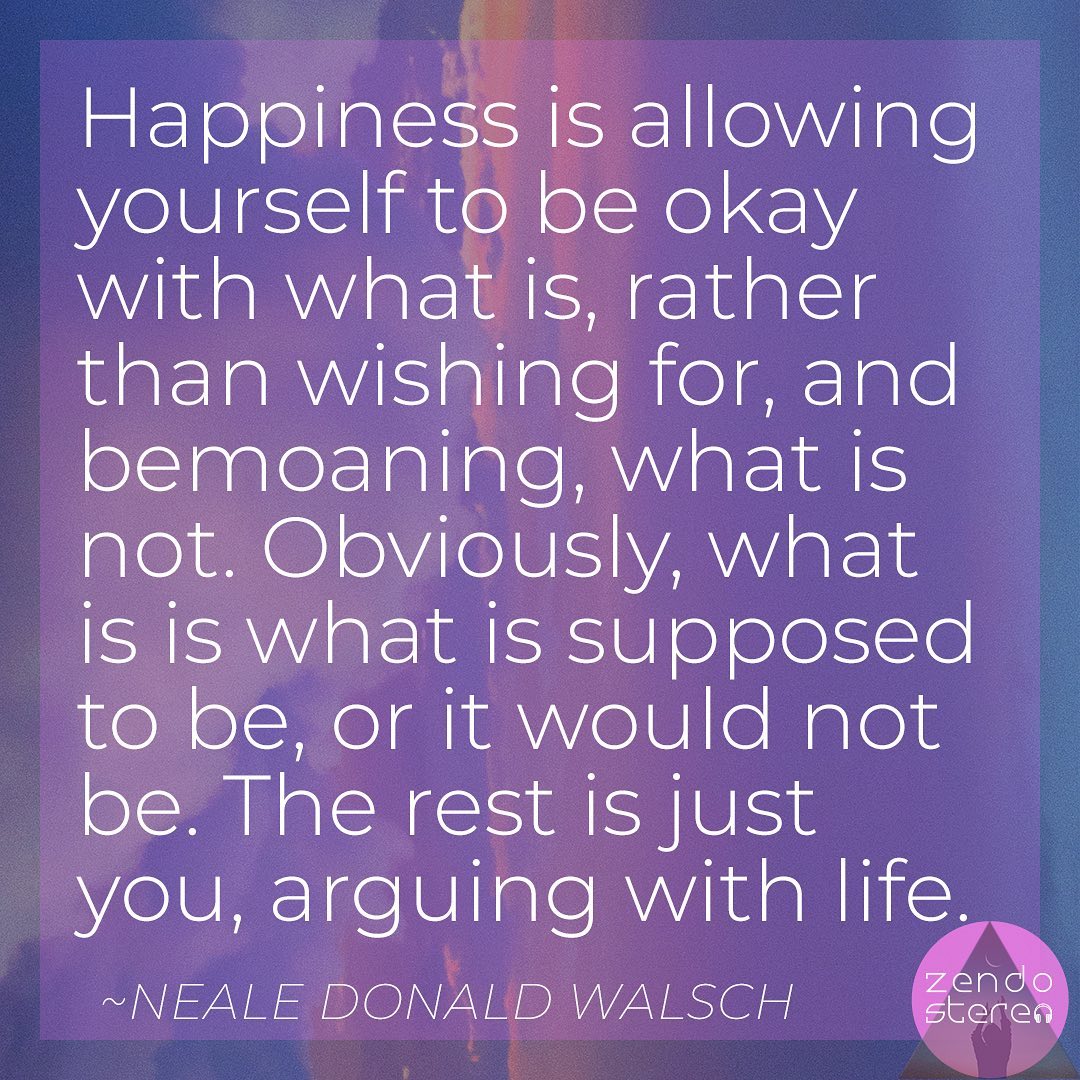 Happiness is allowing
yourself to be okay
with what is, rather
than wishing for, and
bemoaning, what is
not. Obviously, what
is is what is supposed
to be, or it would not
be. The rest is just
you, arguing with life.
~NEALE DONALD WALSCH
zendo
stereo